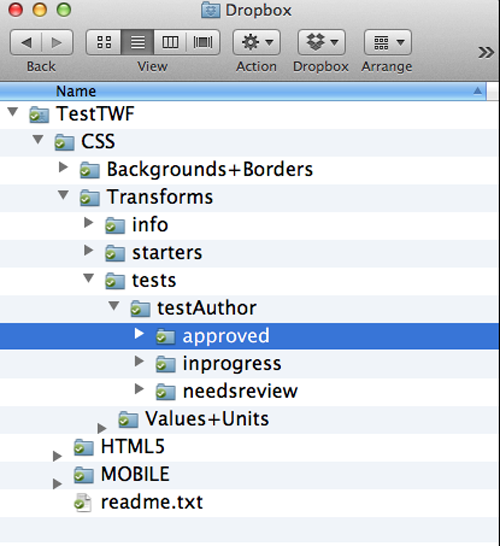 Dropbox
Back
View
Action
Dropbox
Arrange
Name
TestTWF
CSS
Backgrounds+Borders
Transforms
info
starters
tests
testAuthor
approved
inprogress
needsreview
Values+Units
HTML5
MOBILE
readme.txt